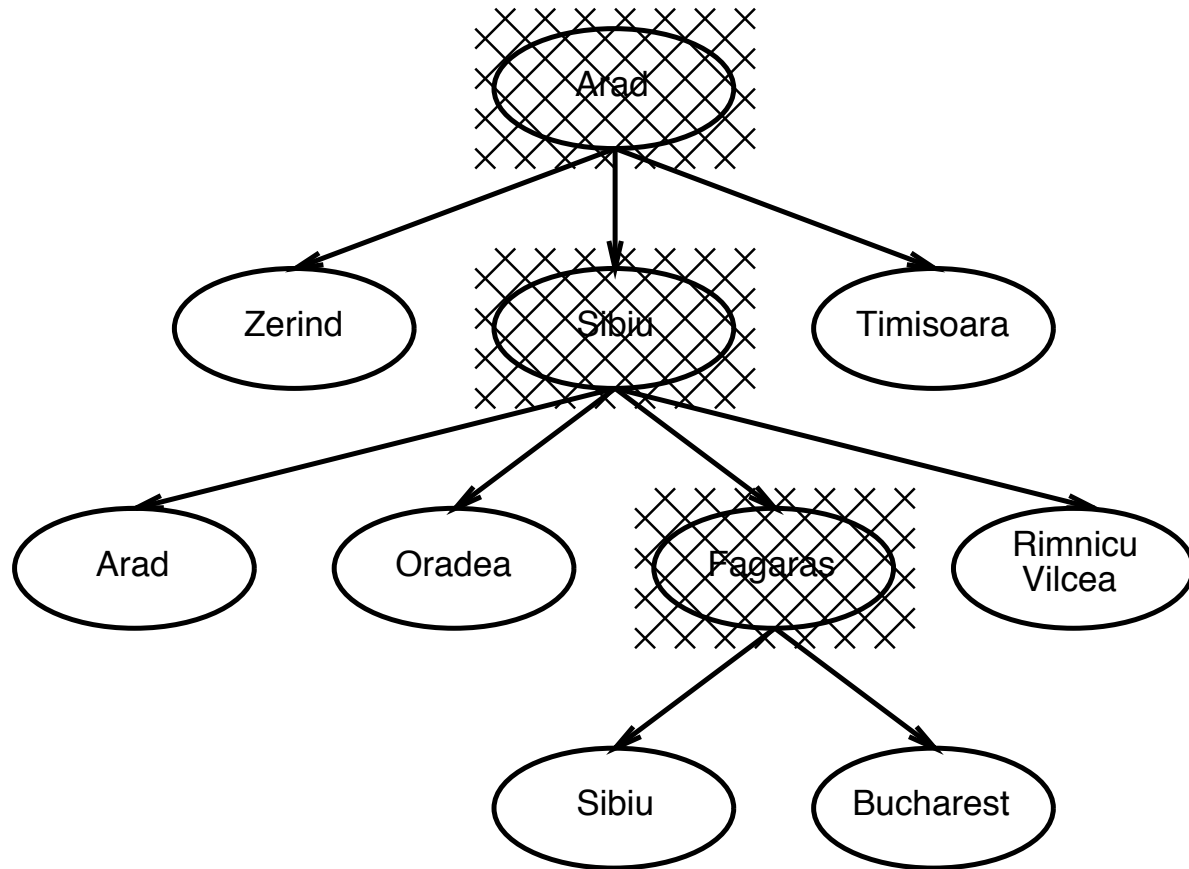 Arad
Zerind
Sibiu
Timisoara
Arad
Oradea
Fagaras
Rimnicu
Vilcea
Sibiu
Bucharest